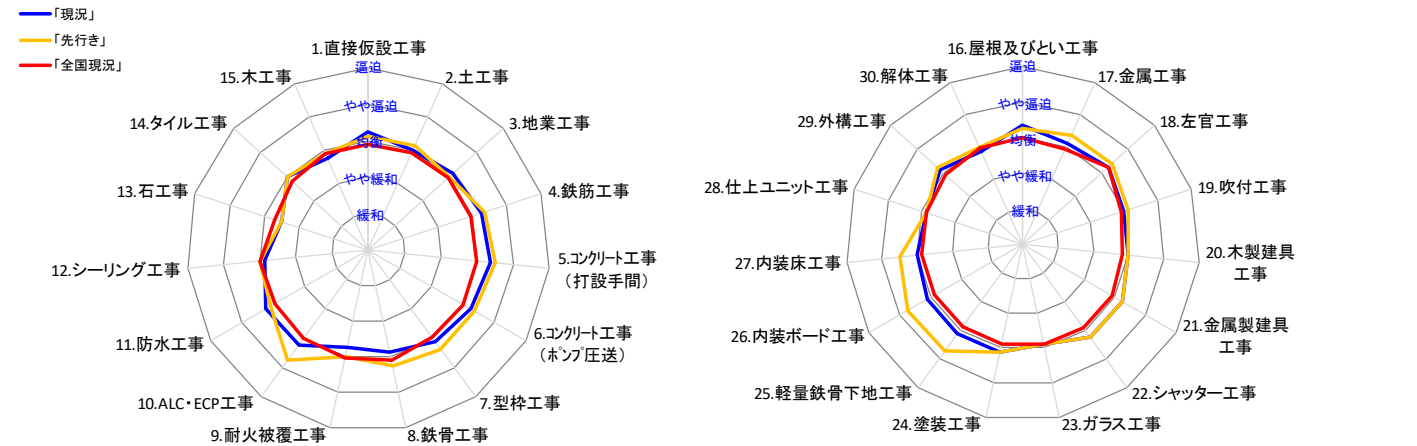 「現況」
「先行き」
「全国現況」
1.直接仮設工事
2.土工事
3.地業工事
4.鉄筋工事
5.ｺﾝｸﾘｰﾄ工事
（打設手間）
6.ｺﾝｸﾘｰﾄ工事
（ﾎﾟﾝﾌﾟ圧送）
7.型枠工事
8.鉄骨工事
9.耐火被覆工事
10.ALC・ECP工事
11.防水工事
12.シーリング工事
13.石工事
14.タイル工事
15.木工事
逼迫
やや逼迫
均衡
やや緩和
緩和
16.屋根及びとい工事
17.金属工事
18.左官工事
19.吹付工事
20.木製建具
工事
21.金属製建具
工事
22.シャッター工事
23.ガラス工事
24.塗装工事
25.軽量鉄骨下地工事
26.内装ボード工事
27.内装床工事
28.仕上ユニット工事
29.外構工事
30.解体工事
逼迫
やや逼迫
均衡
やや緩和
緩和